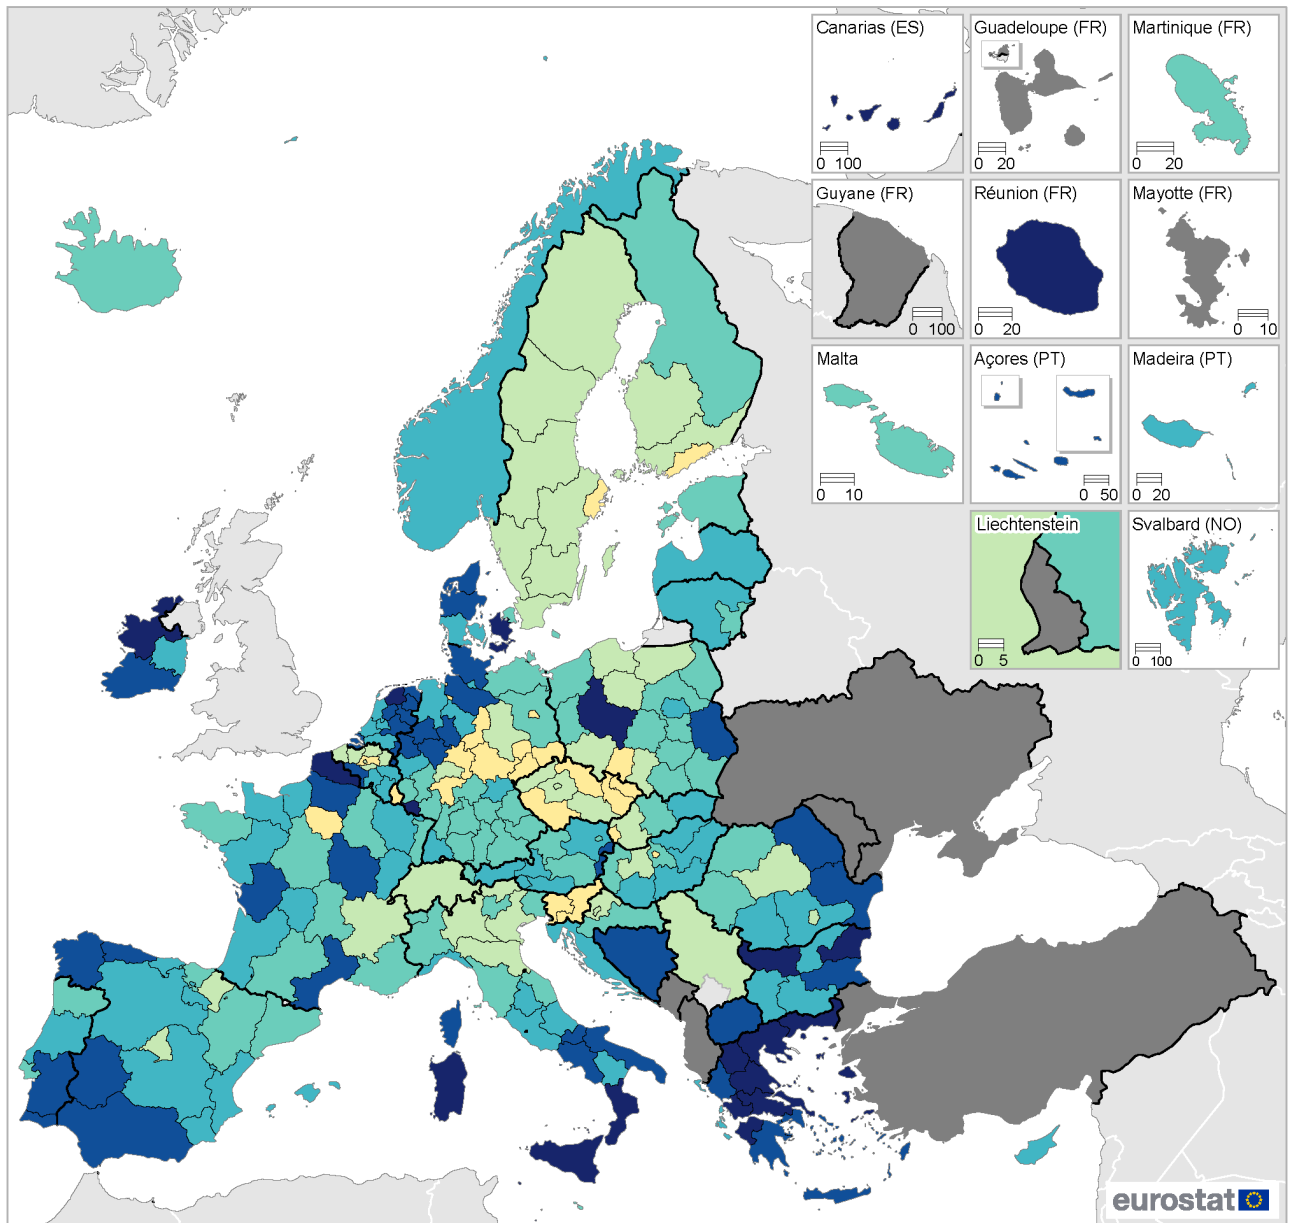 Canarias (ES)
0 100
Guadeloupe (FR)
0 20
Martinique (FR)
0 20
Guyane (FR)
0 100
Réunion (FR)
0 20
Mayotte (FR)
0 10
Malta
0 10
Açores (PT)
0 50
Madeira (PT)
0 20
Liechtenstein
0 5
Svalbard (NO)
0 100
eurostat